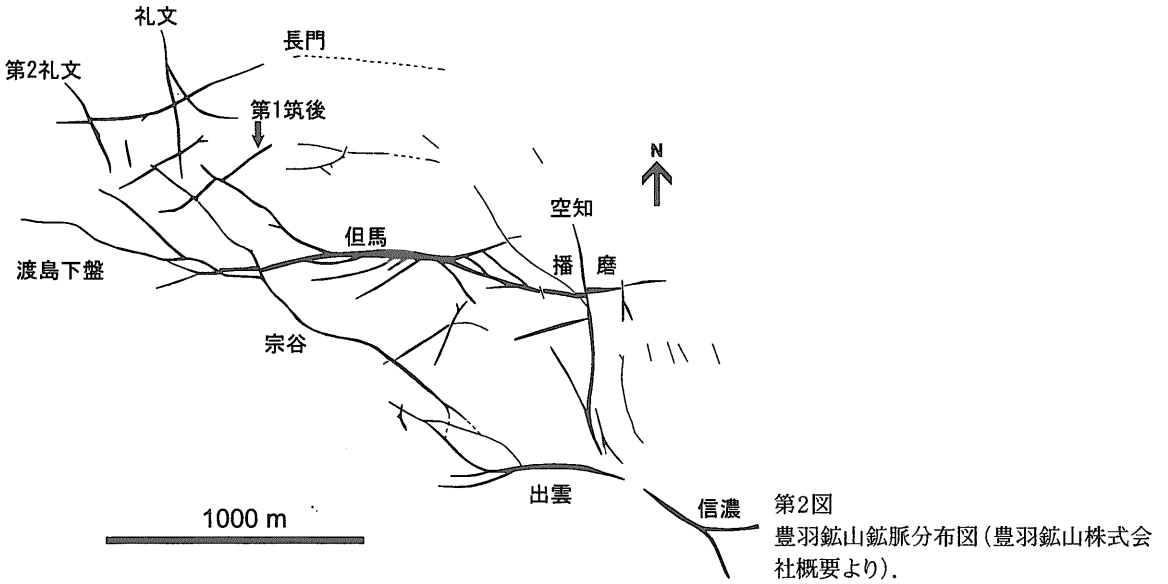 礼文
長門
第2礼文
第1筑後
N
空知
但馬
播磨
渡島下盤
宗谷
出雲
信濃
1000 m
第2図
豊羽鉱山鉱脈分布図(豊羽鉱山株式会
社概要より).